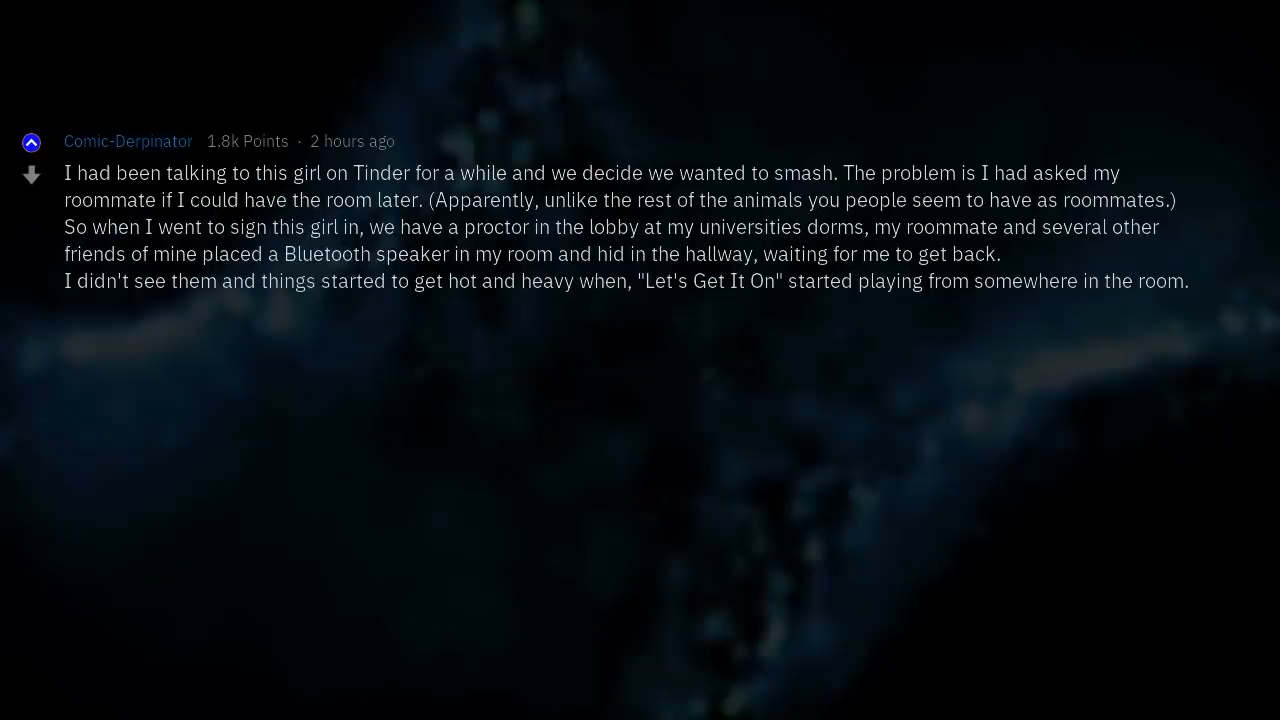 Comic-Derpinator 1.8k Points · 2 hours ago
I had been talking to this girl on Tinder for a while and we decide we wanted to smash. The problem is I had asked my
roommate if I could have the room later. (Apparently, unlike the rest of the animals you people seem to have as roommates.)
So when I went to sign this girl in, we have a proctor in the lobby at my universities dorms, my roommate and several other
friends of mine placed a Bluetooth speaker in my room and hid in the hallway, waiting for me to get back.
I didn't see them and things started to get hot and heavy when, "Let's Get It On" started playing from somewhere in the room.